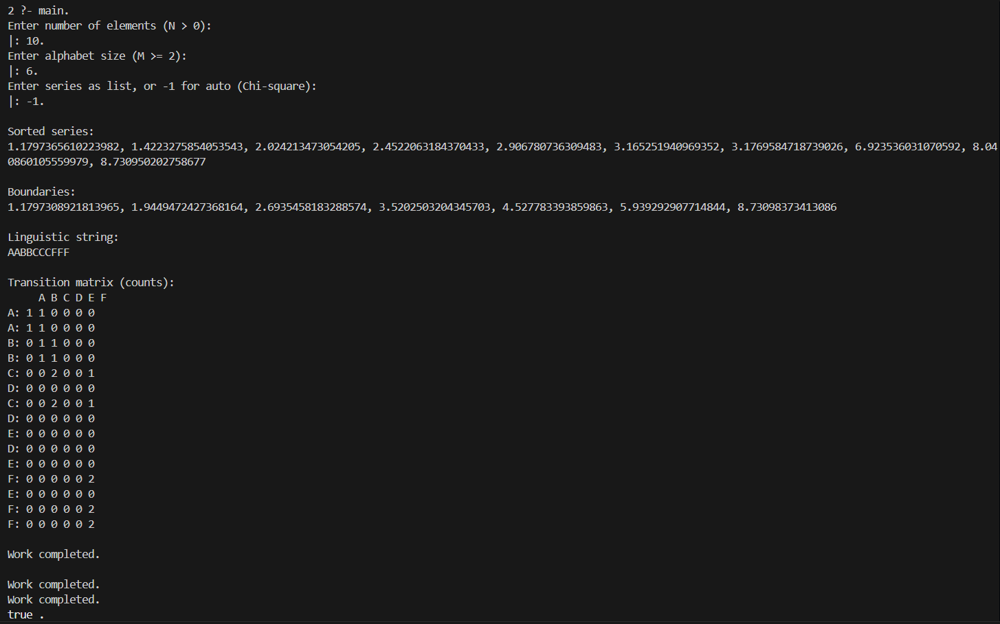 2 ?- main.
Enter number of elements (N > 0):
|: 10.
Enter alphabet size (M >= 2):
|: 6.
Enter series as list, or -1 for auto (Chi-square):
|: -1.

Sorted series:
1.1797365610223982, 1.4223275854053543, 2.024213473054205, 2.4522063184370433, 2.906780736309483, 3.165251940969352, 3.1769584718739026, 6.923536031070592, 8.04
0860105559979, 8.730950202758677

Boundaries:
1.1797308921813965, 1.9449472427368164, 2.6935458183288574, 3.5202503204345703, 4.527783393859863, 5.939292907714844, 8.73098373413086

Linguistic string:
AABBCCCFFF

Transition matrix (counts):
     A B C D E F
A: 1 1 0 0 0 0
A: 1 1 0 0 0 0
B: 0 1 1 0 0 0
B: 0 1 1 0 0 0
C: 0 0 2 0 0 1
D: 0 0 0 0 0 0
C: 0 0 2 0 0 1
D: 0 0 0 0 0 0
E: 0 0 0 0 0 0
D: 0 0 0 0 0 0
E: 0 0 0 0 0 0
F: 0 0 0 0 0 2
E: 0 0 0 0 0 0
F: 0 0 0 0 0 2
F: 0 0 0 0 0 2

Work completed.

Work completed.
Work completed.
true .